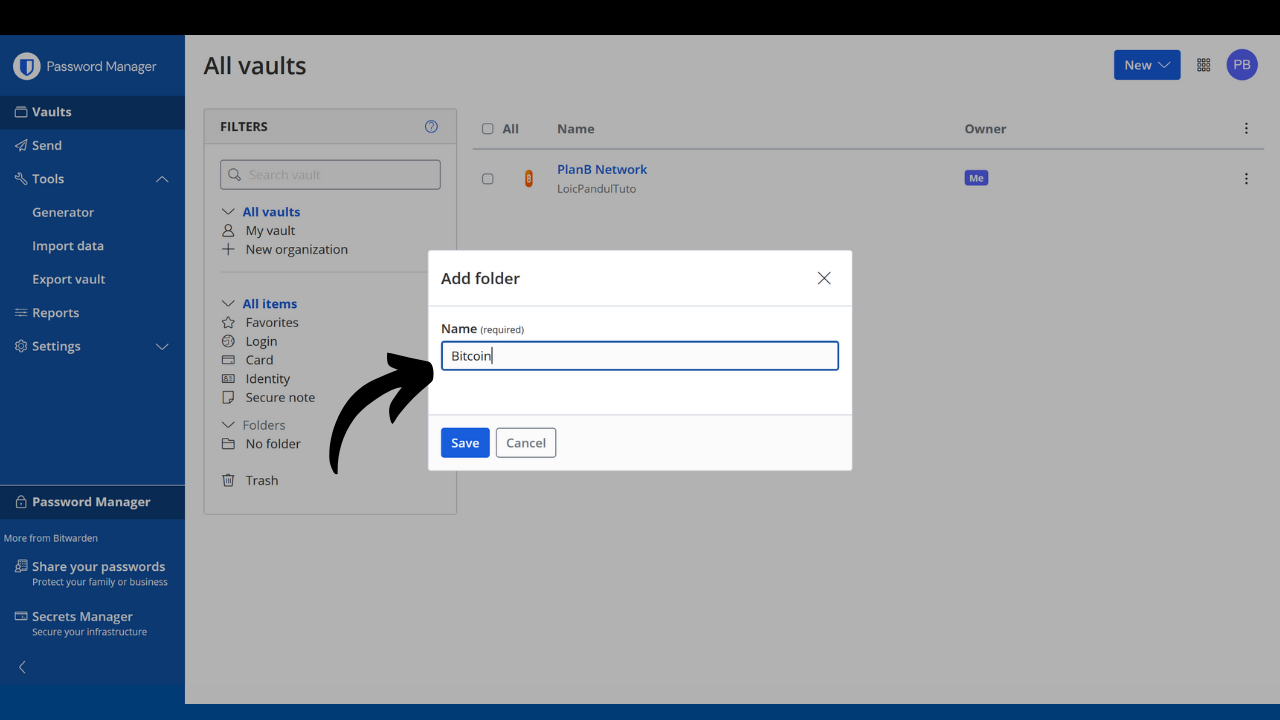 Password Manager
Vaults
Send
Tools
Generator
Import data
Export vault
Reports
Settings
Password Manager
More from Bitwarden
Share your passwords
Protect your family or business
Secrets Manager
Secure your infrastructure
All vaults
New
PB
FILTERS
Search vault
All vaults
My vault
New organization
All items
Favorites
Login
Card
Identity
Secure note
Folders
No folder
Trash
All Name Owner
PlanB Network
LoicPandulTuto
Me
Add folder
Name (required)
Bitcoin
Save Cancel